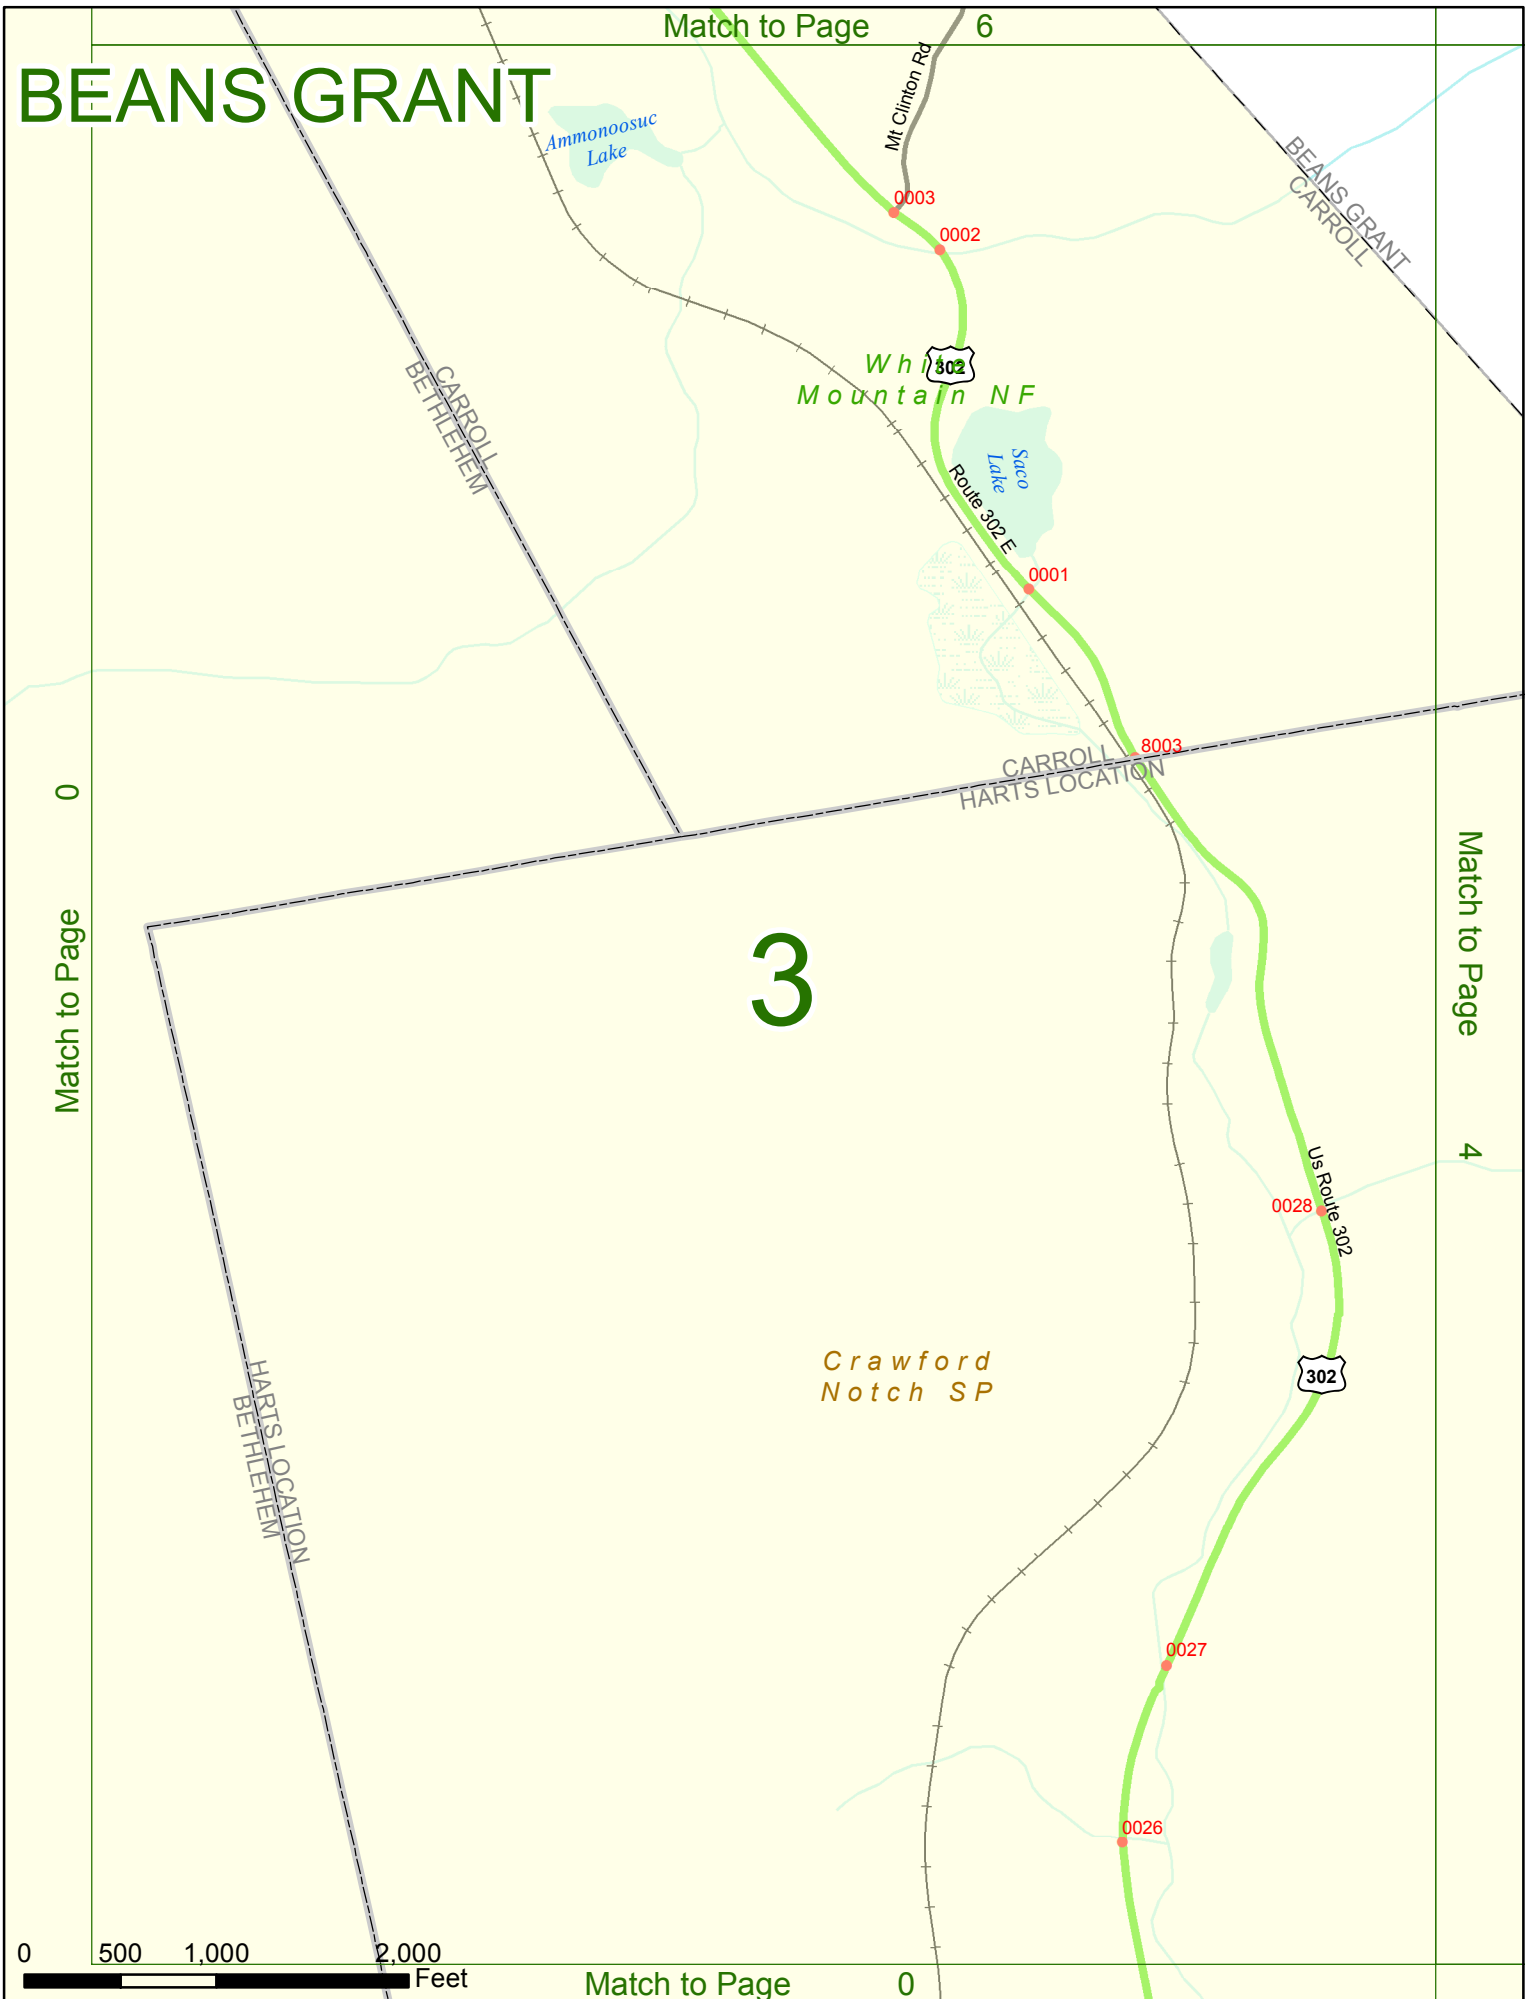 Match to Page 6
BEANS GRANT
Mt Clinton Rd
Ammonoosuc
Lake
BEANS GRANT
CARROLL
0003
0002
White
302
Mountain NF
CARROLL
BETHLEHEM
Saco
Lake
Route 302 E
0001
8003
CARROLL
HARTS LOCATION
Match to Page 0
3
Match to Page 4
Us Route 302
0028
Crawford
Notch SP
302
HARTS LOCATION
BETHLEHEM
0027
0026
0 500 1,000 2,000
Feet
Match to Page 0